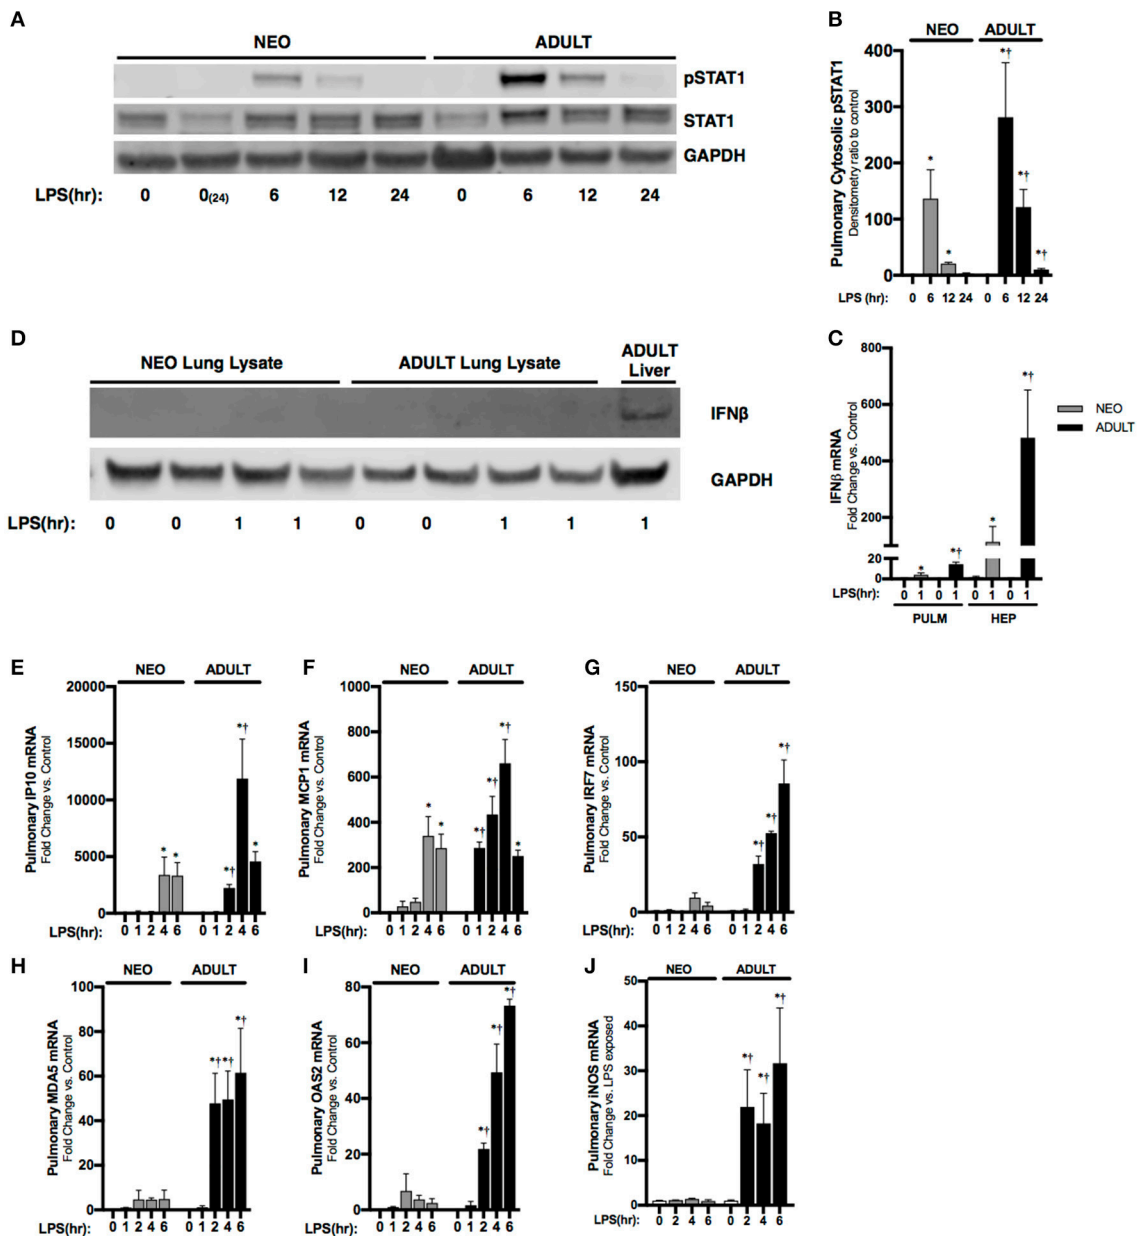 A
NEO ADULT
pSTAT1
STAT1
GAPDH
LPS(hr): 0 0(24) 6 12 24 0 6 12 24
B
NEO ADULT
Pulmonary Cytosolic pSTAT1
Densitometry ratio to control
400
300
200
100
0
*
*
*†
*†
*†
LPS (hr): 0 6 12 24 0 6 12 24
D
NEO Lung Lysate ADULT Lung Lysate ADULT
Liver
IFNβ
GAPDH
LPS(hr): 0 0 1 1 0 0 1 1 1
C
IFNβ mRNA
Fold Change vs. Control
800
600
400
200
20
0
*
*†
*
*†
NEO
ADULT
LPS(hr): 0 1 0 1 0 1 0 1
PULM HEP
E
NEO ADULT
Pulmonary IP10 mRNA
Fold Change vs. Control
20000
15000
10000
5000
0
* * *† *† *
LPS(hr): 0 1 2 4 6 0 1 2 4 6
F
NEO ADULT
Pulmonary MCP1 mRNA
Fold Change vs. Control
1000
800
600
400
200
0
* * *† *† *† *
LPS(hr): 0 1 2 4 6 0 1 2 4 6
G
NEO ADULT
Pulmonary IRF7 mRNA
Fold Change vs. Control
150
100
50
0
*† *† *†
LPS(hr): 0 1 2 4 6 0 1 2 4 6
H
NEO ADULT
Pulmonary MDA5 mRNA
Fold Change vs. Control
100
80
60
40
20
0
*† *† *†
LPS(hr): 0 1 2 4 6 0 1 2 4 6
I
NEO ADULT
Pulmonary OAS2 mRNA
Fold Change vs. Control
80
60
40
20
0
*† *† *†
LPS(hr): 0 1 2 4 6 0 1 2 4 6
J
NEO ADULT
Pulmonary iNOS mRNA
Fold Change vs. LPS exposed
50
40
30
20
10
0
*† *† *†
LPS(hr): 0 2 4 6 0 2 4 6